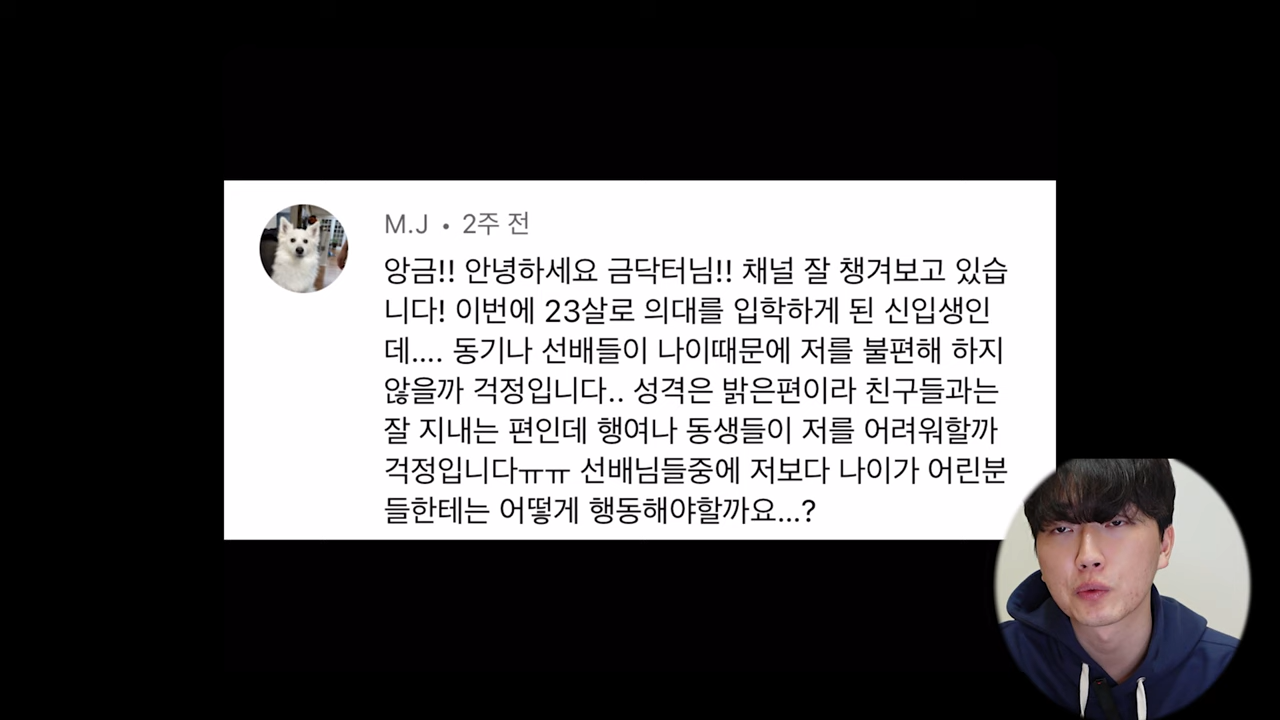 M.J • 2주 전
앙금!! 안녕하세요 금닥터님!! 채널 잘 챙겨보고 있습
니다! 이번에 23살로 의대를 입학하게 된 신입생인
데.... 동기나 선배들이 나이때문에 저를 불편해 하지
않을까 걱정입니다.. 성격은 밝은편이라 친구들과는
잘 지내는 편인데 행여나 동생들이 저를 어려워할까
걱정입니다ㅠㅠ 선배님들중에 저보다 나이가 어린분
들한테는 어떻게 행동해야할까요...?